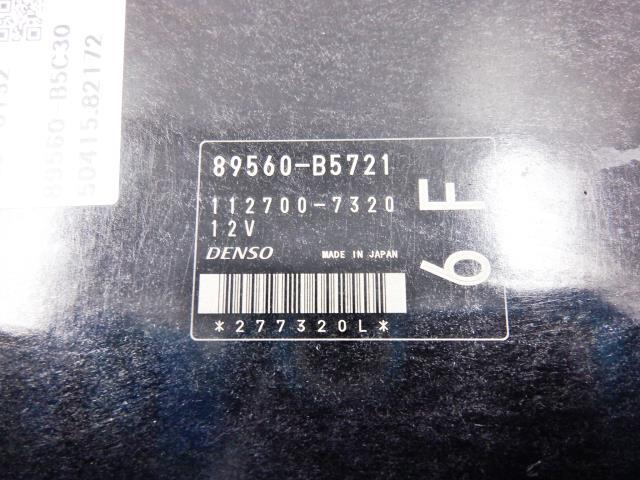 89560-B5721
112700-7320
12V
DENSO MADE IN JAPAN
*277320L*
6F
89560-B5C30
50415.82172